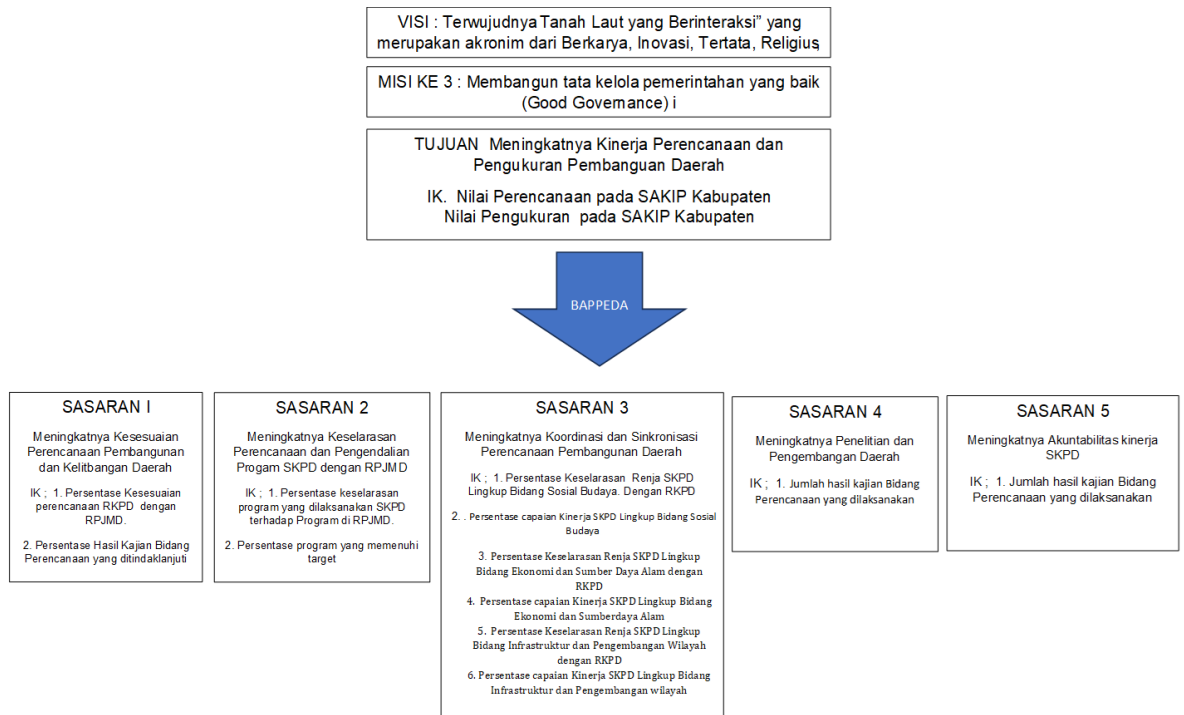 VISI : Terwujudnya Tanah Laut yang Berinteraksi” yang
merupakan akronim dari Berkarya, Inovasi, Tertata, Religius,
MISI KE 3 : Membangun tata kelola pemerintahan yang baik
(Good Governance) i
TUJUAN Meningkatnya Kinerja Perencanaan dan
Pengukuran Pembanguan Daerah
IK. Nilai Perencanaan pada SAKIP Kabupaten
Nilai Pengukuran pada SAKIP Kabupaten
BAPPEDA
SASARAN I
Meningkatnya Kesesuaian
Perencanaan Pembangunan
dan Kelitbangan Daerah
IK ; 1. Persentase Kesesuaian
perencanaan RKPD dengan
RPJMD.
2. Persentase Hasil Kajian Bidang
Perencanaan yang ditindaklanjuti
SASARAN 2
Meningkatnya Keselarasan
Perencanaan dan Pengendalian
Progam SKPD dengan RPJMD
IK ; 1. Persentase keselarasan
program yang dilaksanakan SKPD
terhadap Program di RPJMD.
2. Persentase program yang memenuhi
target
SASARAN 3
Meningkatnya Koordinasi dan Sinkronisasi
Perencanaan Pembangunan Daerah
IK ; 1. Persentase Keselarasan Renja SKPD
Lingkup Bidang Sosial Budaya. Dengan RKPD
2. . Persentase capaian Kinerja SKPD Lingkup Bidang Sosial
Budaya
3. Persentase Keselarasan Renja SKPD Lingkup
Bidang Ekonomi dan Sumber Daya Alam dengan
RKPD
4. Persentase capaian Kinerja SKPD Lingkup Bidang
Ekonomi dan Sumberdaya Alam
5. Persentase Keselarasan Renja SKPD Lingkup
Bidang Infrastruktur dan Pengembangan Wilayah
dengan RKPD
6. Persentase capaian Kinerja SKPD Lingkup Bidang
Infrastruktur dan Pengembangan wilayah
SASARAN 4
Meningkatnya Penelitian dan
Pengembangan Daerah
IK ; 1. Jumlah hasil kajian Bidang
Perencanaan yang dilaksanakan
SASARAN 5
Meningkatnya Akuntabilitas kinerja
SKPD
IK ; 1. Jumlah hasil kajian Bidang
Perencanaan yang dilaksanakan